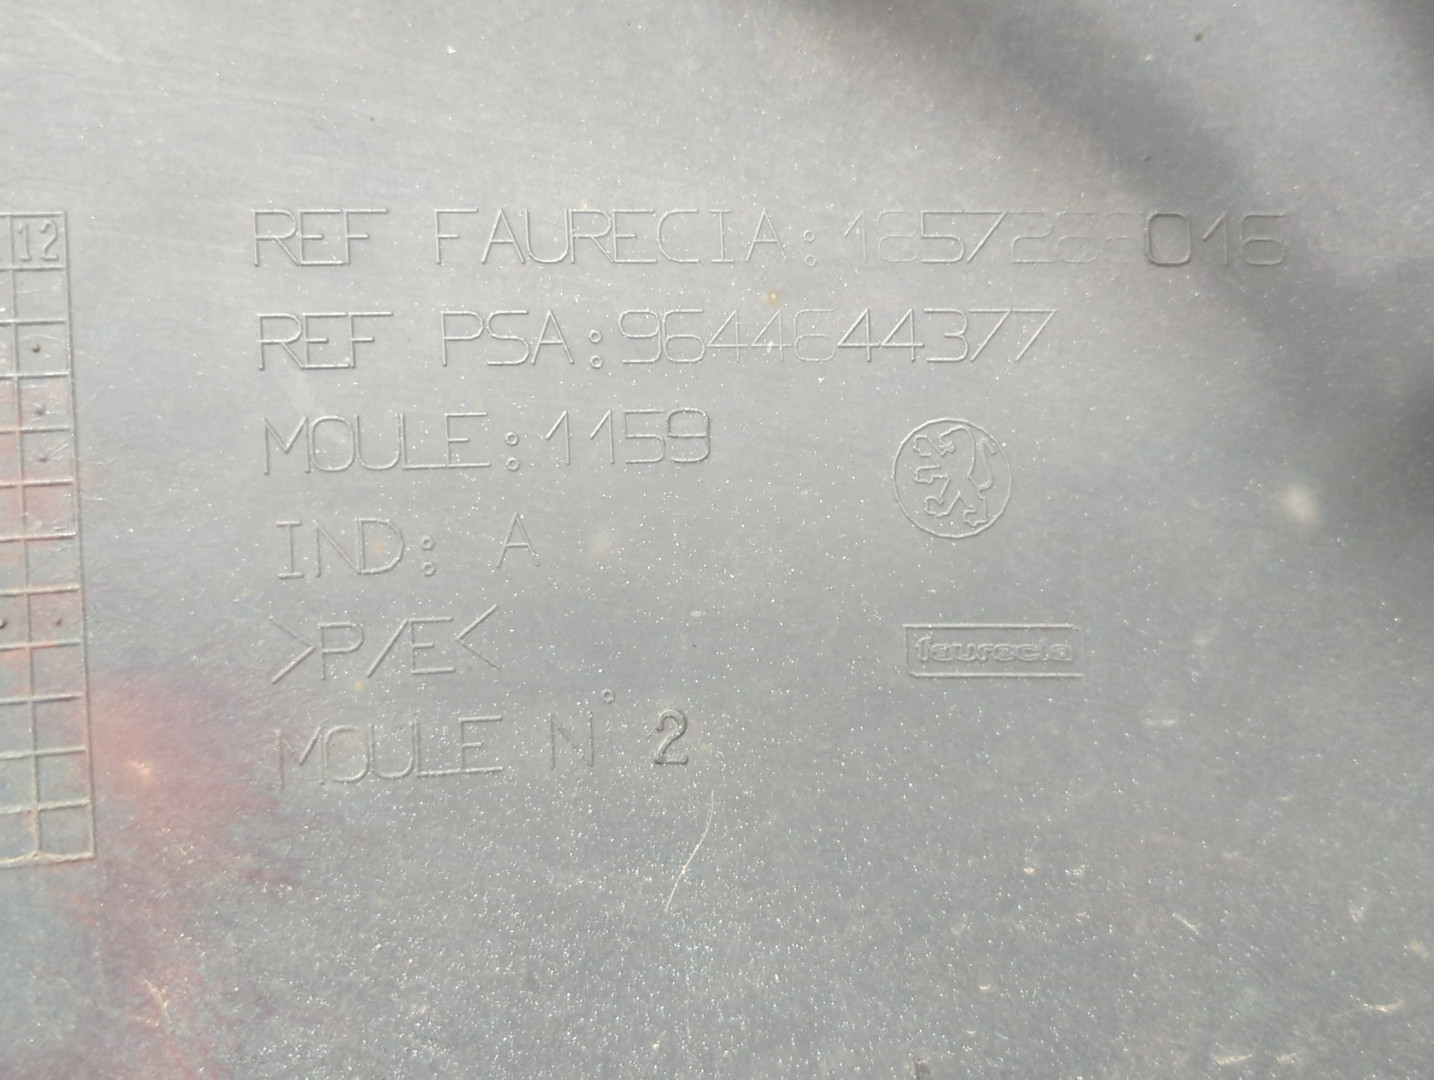 12
REF FAURECIA:
REF PSA:9644644377
MOULE:1159
IND: A
>P/E<
faurecia
MOULE N° 2